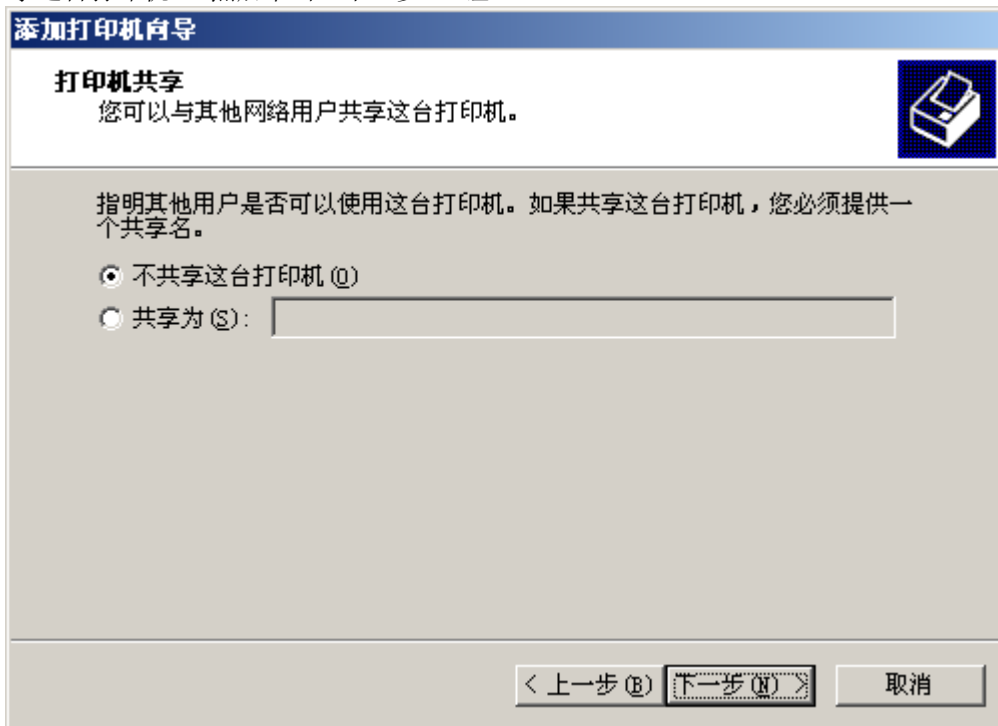 添加打印机向导
打印机共享
您可以与其他网络用户共享这台打印机。
指明其他用户是否可以使用这台打印机。如果共享这台打印机，您必须提供一
个共享名。
不共享这台打印机(O)
共享为(S):
< 上一步(B) 下一步(N) > 取消